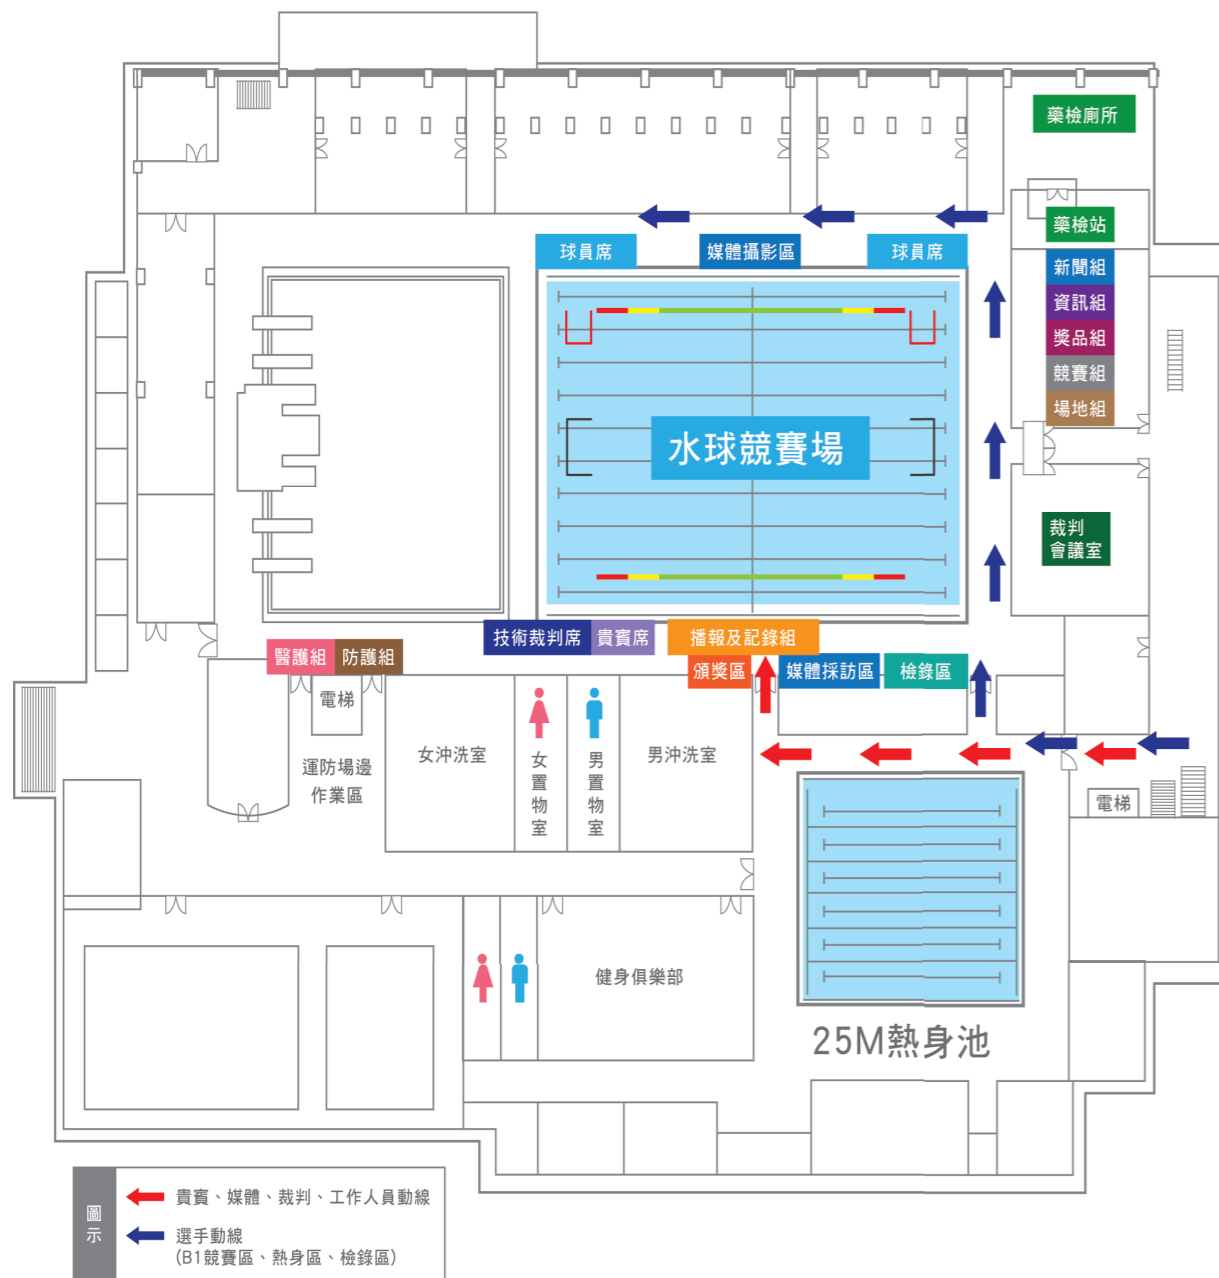 藥檢廁所
藥檢站
球員席
媒體攝影區
球員席
新聞組
資訊組
獎品組
競賽組
場地組
水球競賽場
裁判
會議室
技術裁判席
貴賓席
播報及記錄組
醫護組
防護組
頒獎區
媒體採訪區
檢錄區
電梯
女沖洗室
女置物室
男置物室
男沖洗室
運防場邊
作業區
電梯
健身俱樂部
25M熱身池
圖示
貴賓、媒體、裁判、工作人員動線
選手動線
(B1競賽區、熱身區、檢錄區)